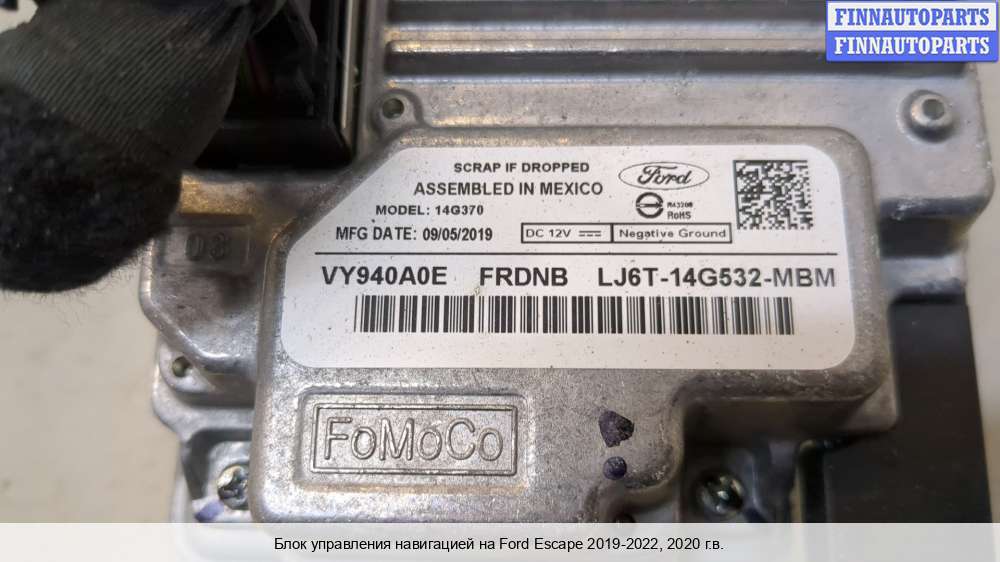 FINNAUTOPARTS
FINNAUTOPARTS
SCRAP IF DROPPED
ASSEMBLED IN MEXICO
Ford
MODEL: 14G370
RoHS
MFG DATE: 09/05/2019
DC 12V
Negative Ground
03
VY940A0E FRDNB LJ6T-14G532-MBM
FoMoCo
Блок управления навигацией на Ford Escape 2019-2022, 2020 г.в.